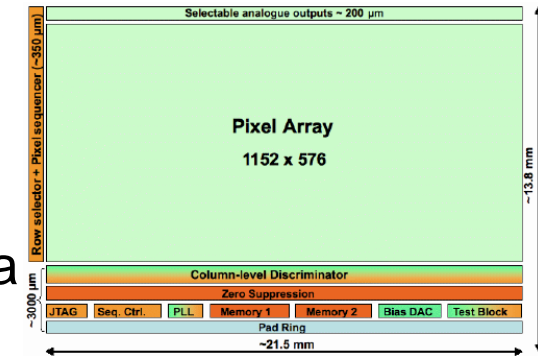 Selectable analogue outputs ~ 200 µm
Row selector + Pixel sequencer (~350 µm)
Pixel Array
1152 x 576
~13.8 mm
a
~3000 µm
Column-level Discriminator
Zero Suppression
JTAG Seq. Ctrl. PLL Memory 1 Memory 2 Bias DAC Test Block
Pad Ring
~21.5 mm